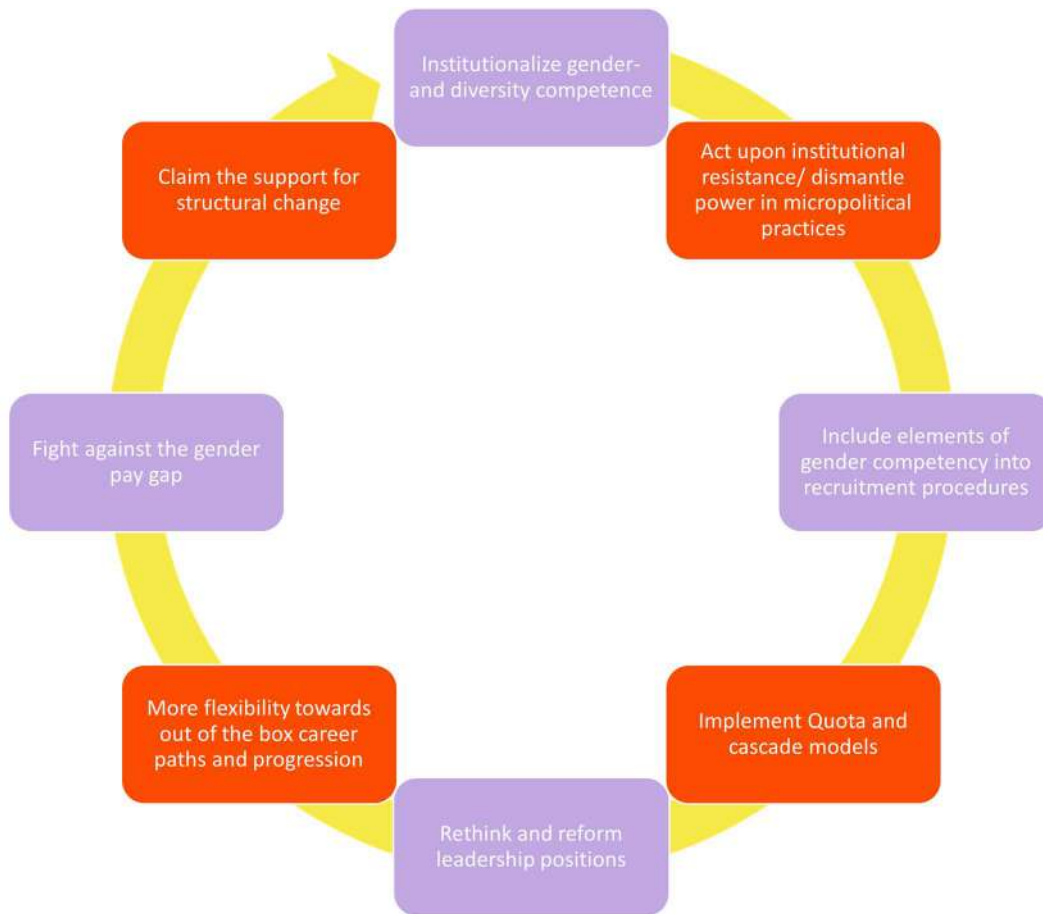 Institutionalize gender-
and diversity competence
Act upon institutional
resistance/ dismantle
power in micropolitical
practices
Include elements of
gender competency into
recruitment procedures
Implement Quota and
cascade models
Rethink and reform
leadership positions
More flexibility towards
out of the box career
paths and progression
Fight against the gender
pay gap
Claim the support for
structural change